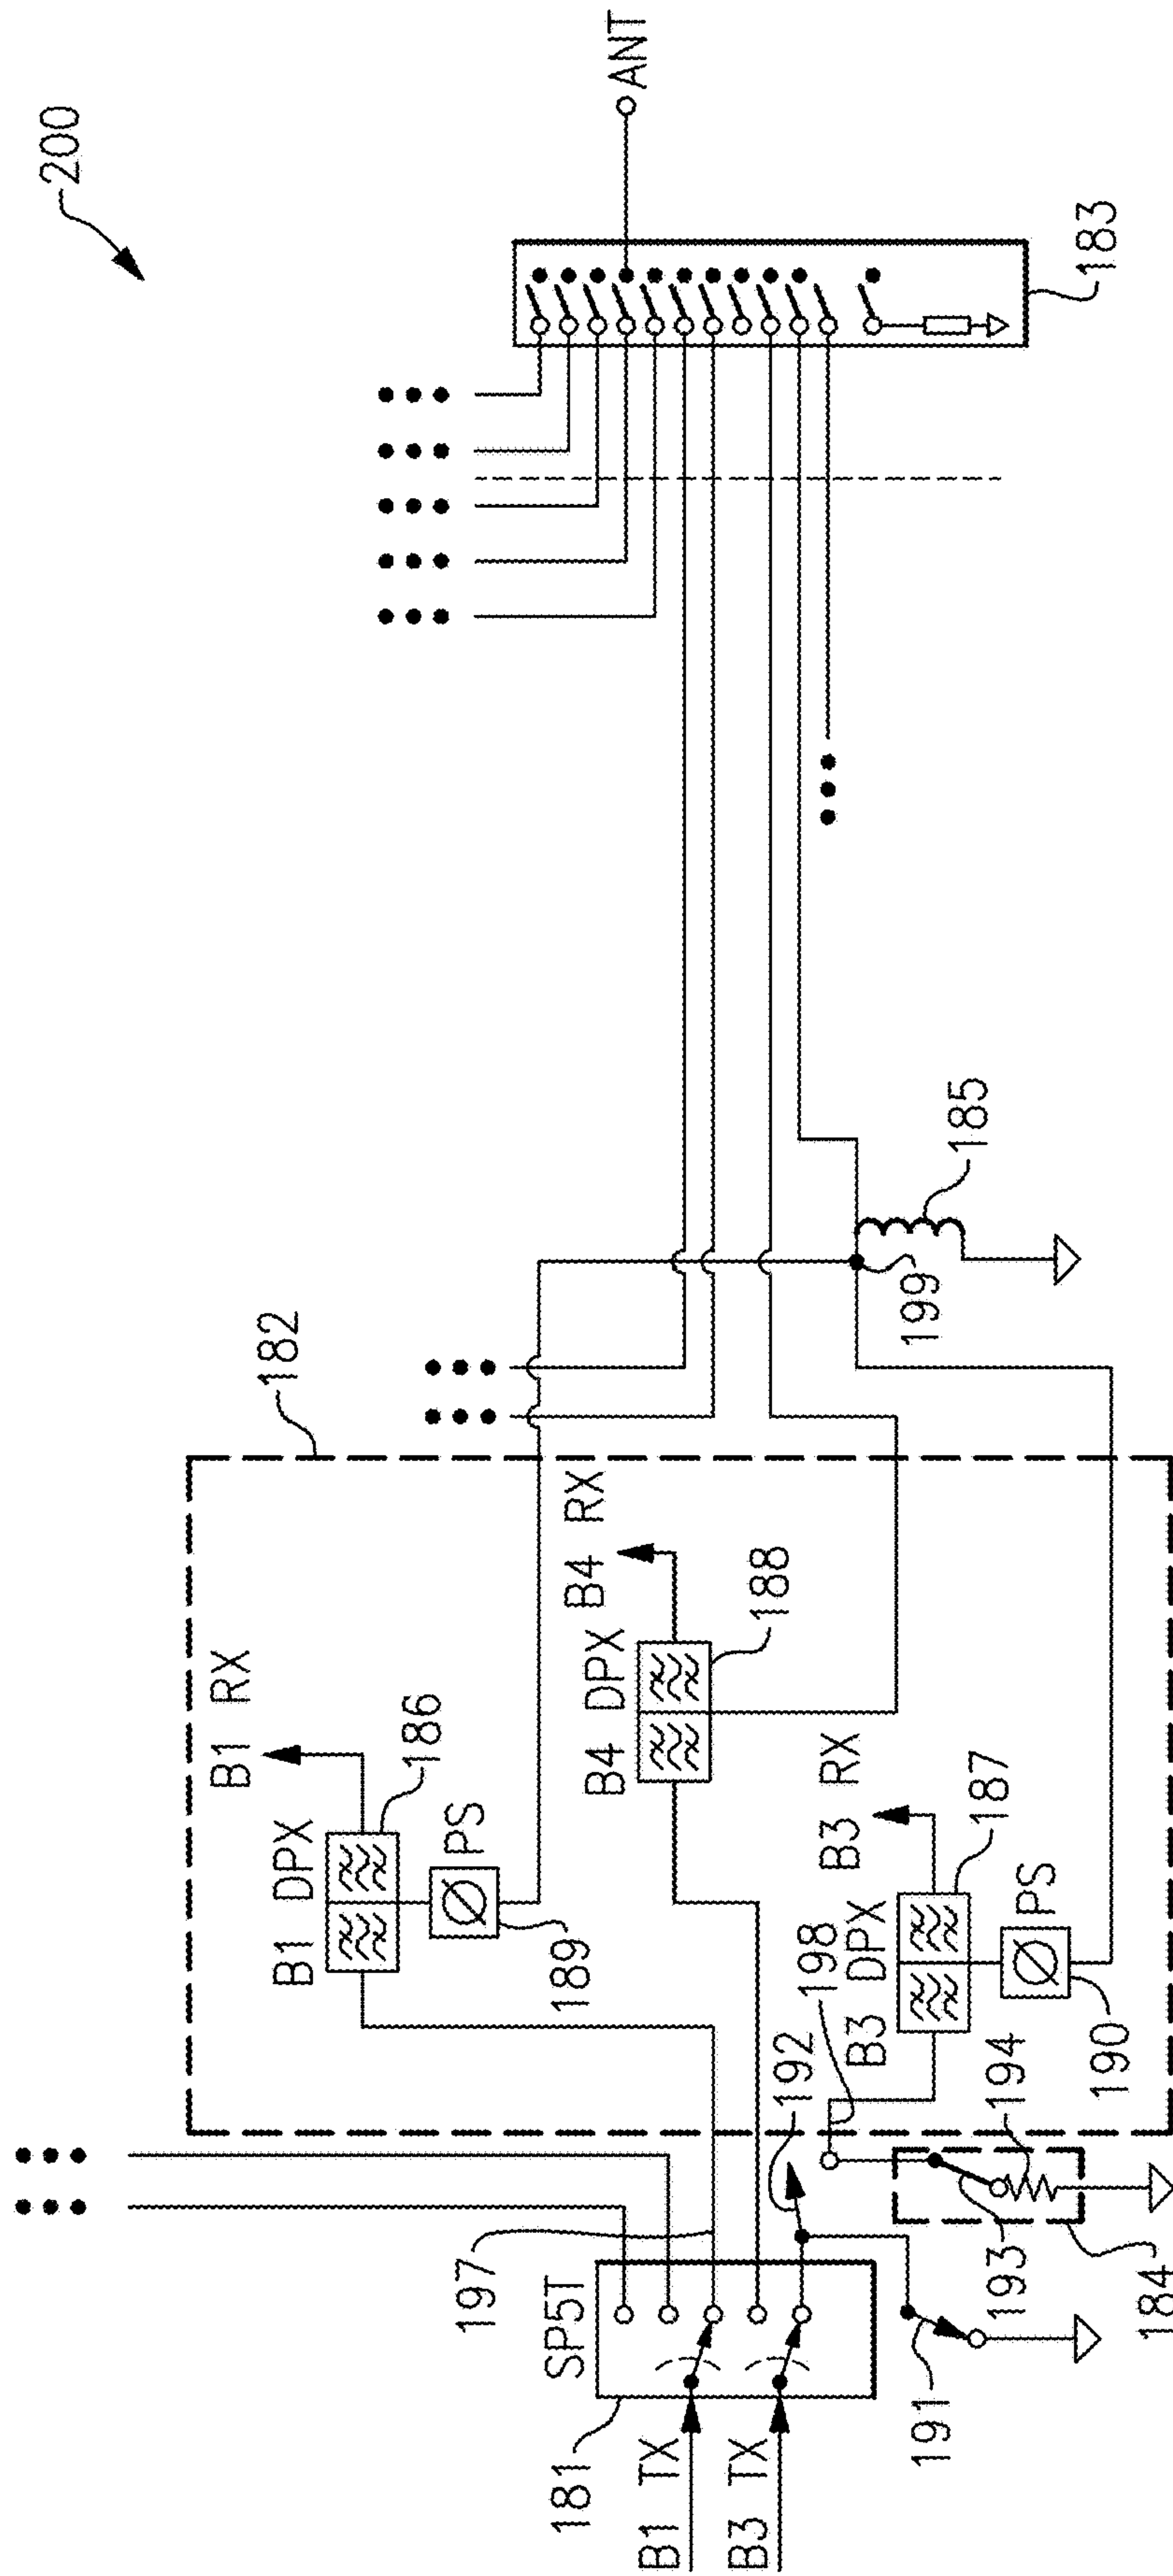 200
ANT
183
182
185
199
B1 RX
B1 DPX
186
PS
189
B4 RX
B4 DPX
188
B3 RX
B3 DPX
187
PS
190
198
192
194
193
184
191
197
SP5T
181
B1 TX
B3 TX